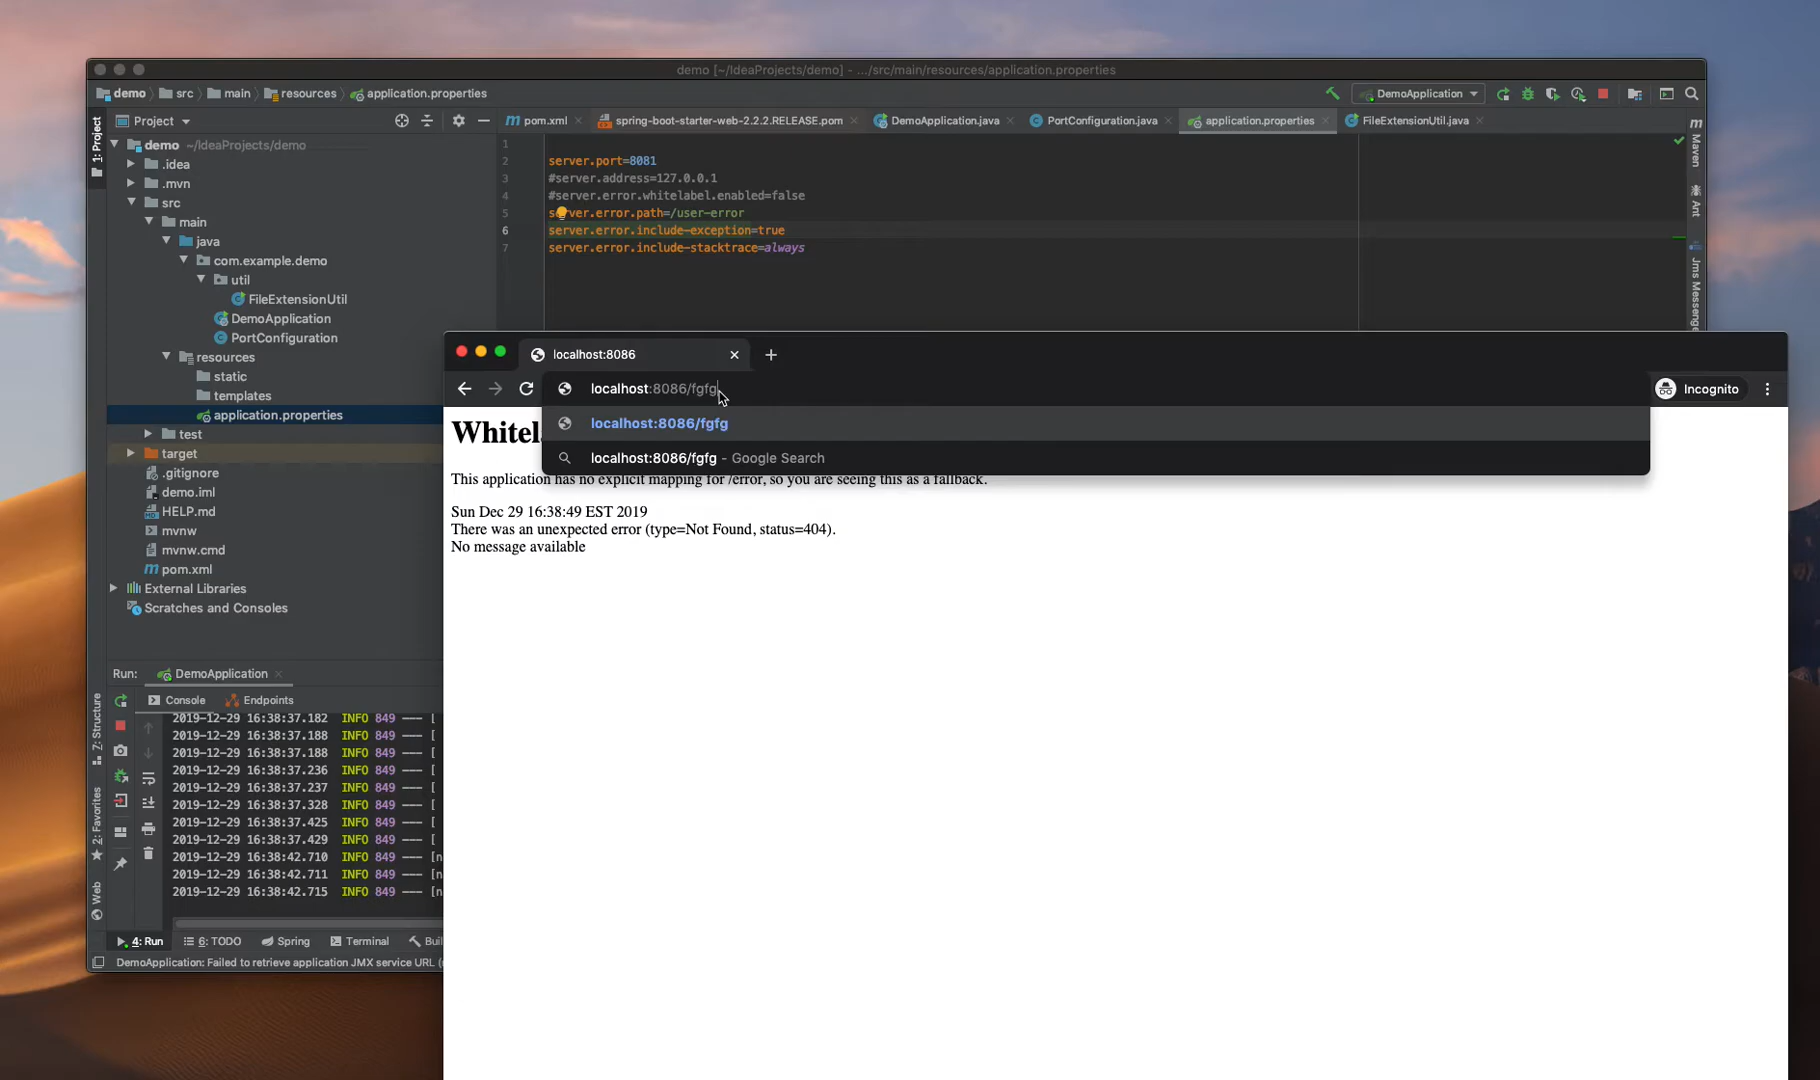 demo [~/IdeaProjects/demo] - .../src/main/resources/application.properties
demo src main resources application.properties
DemoApplication
Project
pom.xml spring-boot-starter-web-2.2.2.RELEASE.pom DemoApplication.java PortConfiguration.java application.properties FileExtensionUtil.java
1: Project
demo ~/IdeaProjects/demo
.idea
.mvn
src
main
java
com.example.demo
util
FileExtensionUtil
DemoApplication
PortConfiguration
resources
static
templates
application.properties
test
target
.gitignore
demo.iml
HELP.md
mvnw
mvnw.cmd
pom.xml
External Libraries
Scratches and Consoles
1
2 server.port=8081
3 #server.address=127.0.0.1
4 #server.error.whitelabel.enabled=false
5 server.error.path=/user-error
6 server.error.include-exception=true
7 server.error.include-stacktrace=always
Maven
Ant
Jms Messenger
localhost:8086
localhost:8086/fgfg
Incognito
localhost:8086/fgfg
localhost:8086/fgfg - Google Search
Whitel
This application has no explicit mapping for /error, so you are seeing this as a fallback.
Sun Dec 29 16:38:49 EST 2019
There was an unexpected error (type=Not Found, status=404).
No message available
Run: DemoApplication
Console Endpoints
2019-12-29 16:38:37.182 INFO 849 --- [
2019-12-29 16:38:37.188 INFO 849 --- [
2019-12-29 16:38:37.188 INFO 849 --- [
2019-12-29 16:38:37.236 INFO 849 --- [
2019-12-29 16:38:37.237 INFO 849 --- [
2019-12-29 16:38:37.328 INFO 849 --- [
2019-12-29 16:38:37.425 INFO 849 --- [
2019-12-29 16:38:37.429 INFO 849 --- [
2019-12-29 16:38:42.710 INFO 849 --- [n
2019-12-29 16:38:42.711 INFO 849 --- [n
2019-12-29 16:38:42.715 INFO 849 --- [n
Z: Structure
2: Favorites
Web
4: Run 6: TODO Spring Terminal Buil
DemoApplication: Failed to retrieve application JMX service URL (